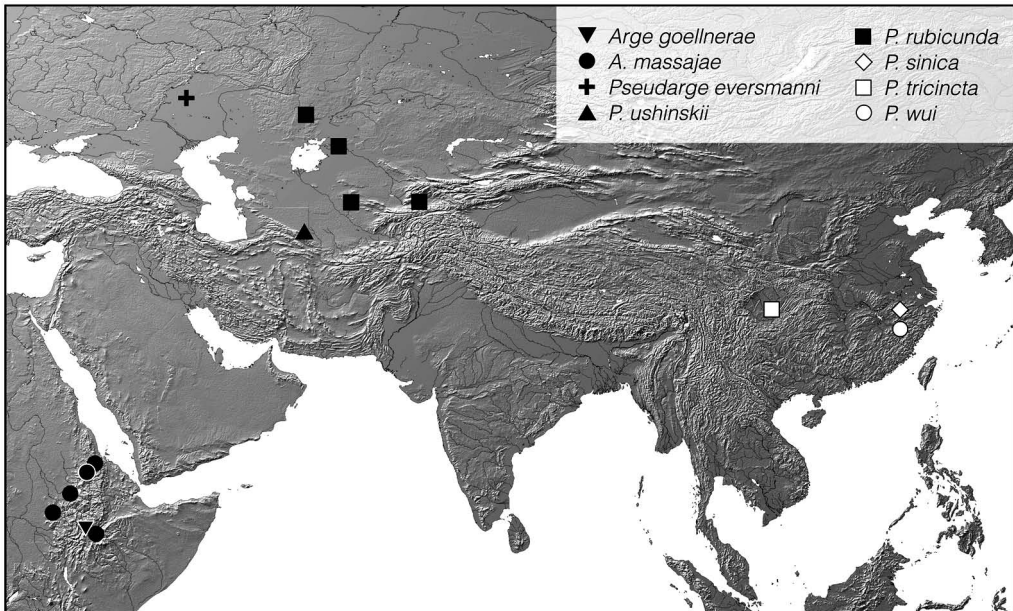 Arge goellnerae
A. massajae
Pseudarge eversmanni
P. ushinskii
P. rubicunda
P. sinica
P. tricincta
P. wui